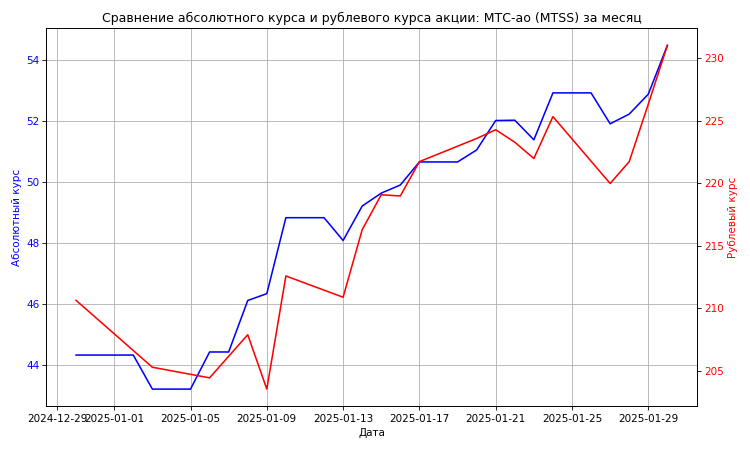 Сравнение абсолютного курса и рублевого курса акции: МТС-ао (MTSS) за месяц
54
52
50
48
46
44
Абсолютный курс
230
225
220
215
210
205
Рублевый курс
2024-12-29 2025-01-01 2025-01-05 2025-01-09 2025-01-13 2025-01-17 2025-01-21 2025-01-25 2025-01-29
Дата